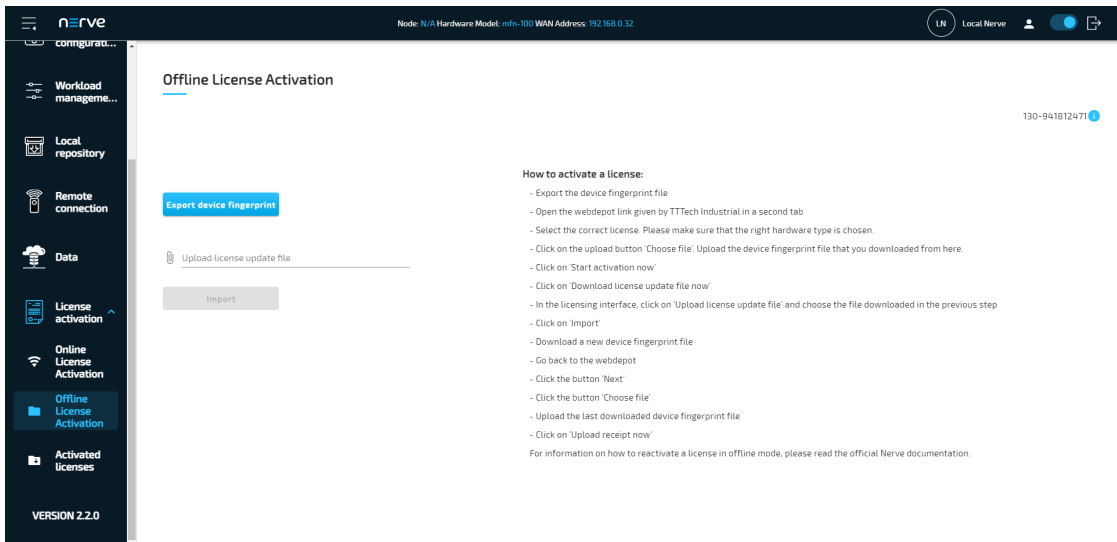 nerve
Node: N/A Hardware Model: mfn-100 WAN Address: 192.168.0.32
LN Local Nerve
configurati...
Workload
manageme...
Local
repository
Remote
connection
Data
License
activation
Online
License
Activation
Offline
License
Activation
Activated
licenses
VERSION 2.2.0
Offline License Activation
130-941812471
Export device fingerprint
Upload license update file
Import
How to activate a license:
- Export the device fingerprint file
- Open the webdepot link given by TTTech Industrial in a second tab
- Select the correct license. Please make sure that the right hardware type is chosen.
- Click on the upload button 'Choose file'. Upload the device fingerprint file that you downloaded from here.
- Click on 'Start activation now'
- Click on 'Download license update file now'
- In the licensing interface, click on 'Upload license update file' and choose the file downloaded in the previous step
- Click on 'Import'
- Download a new device fingerprint file
- Go back to the webdepot
- Click the button 'Next'
- Click the button 'Choose file'
- Upload the last downloaded device fingerprint file
- Click on 'Upload receipt now'
For information on how to reactivate a license in offline mode, please read the official Nerve documentation.